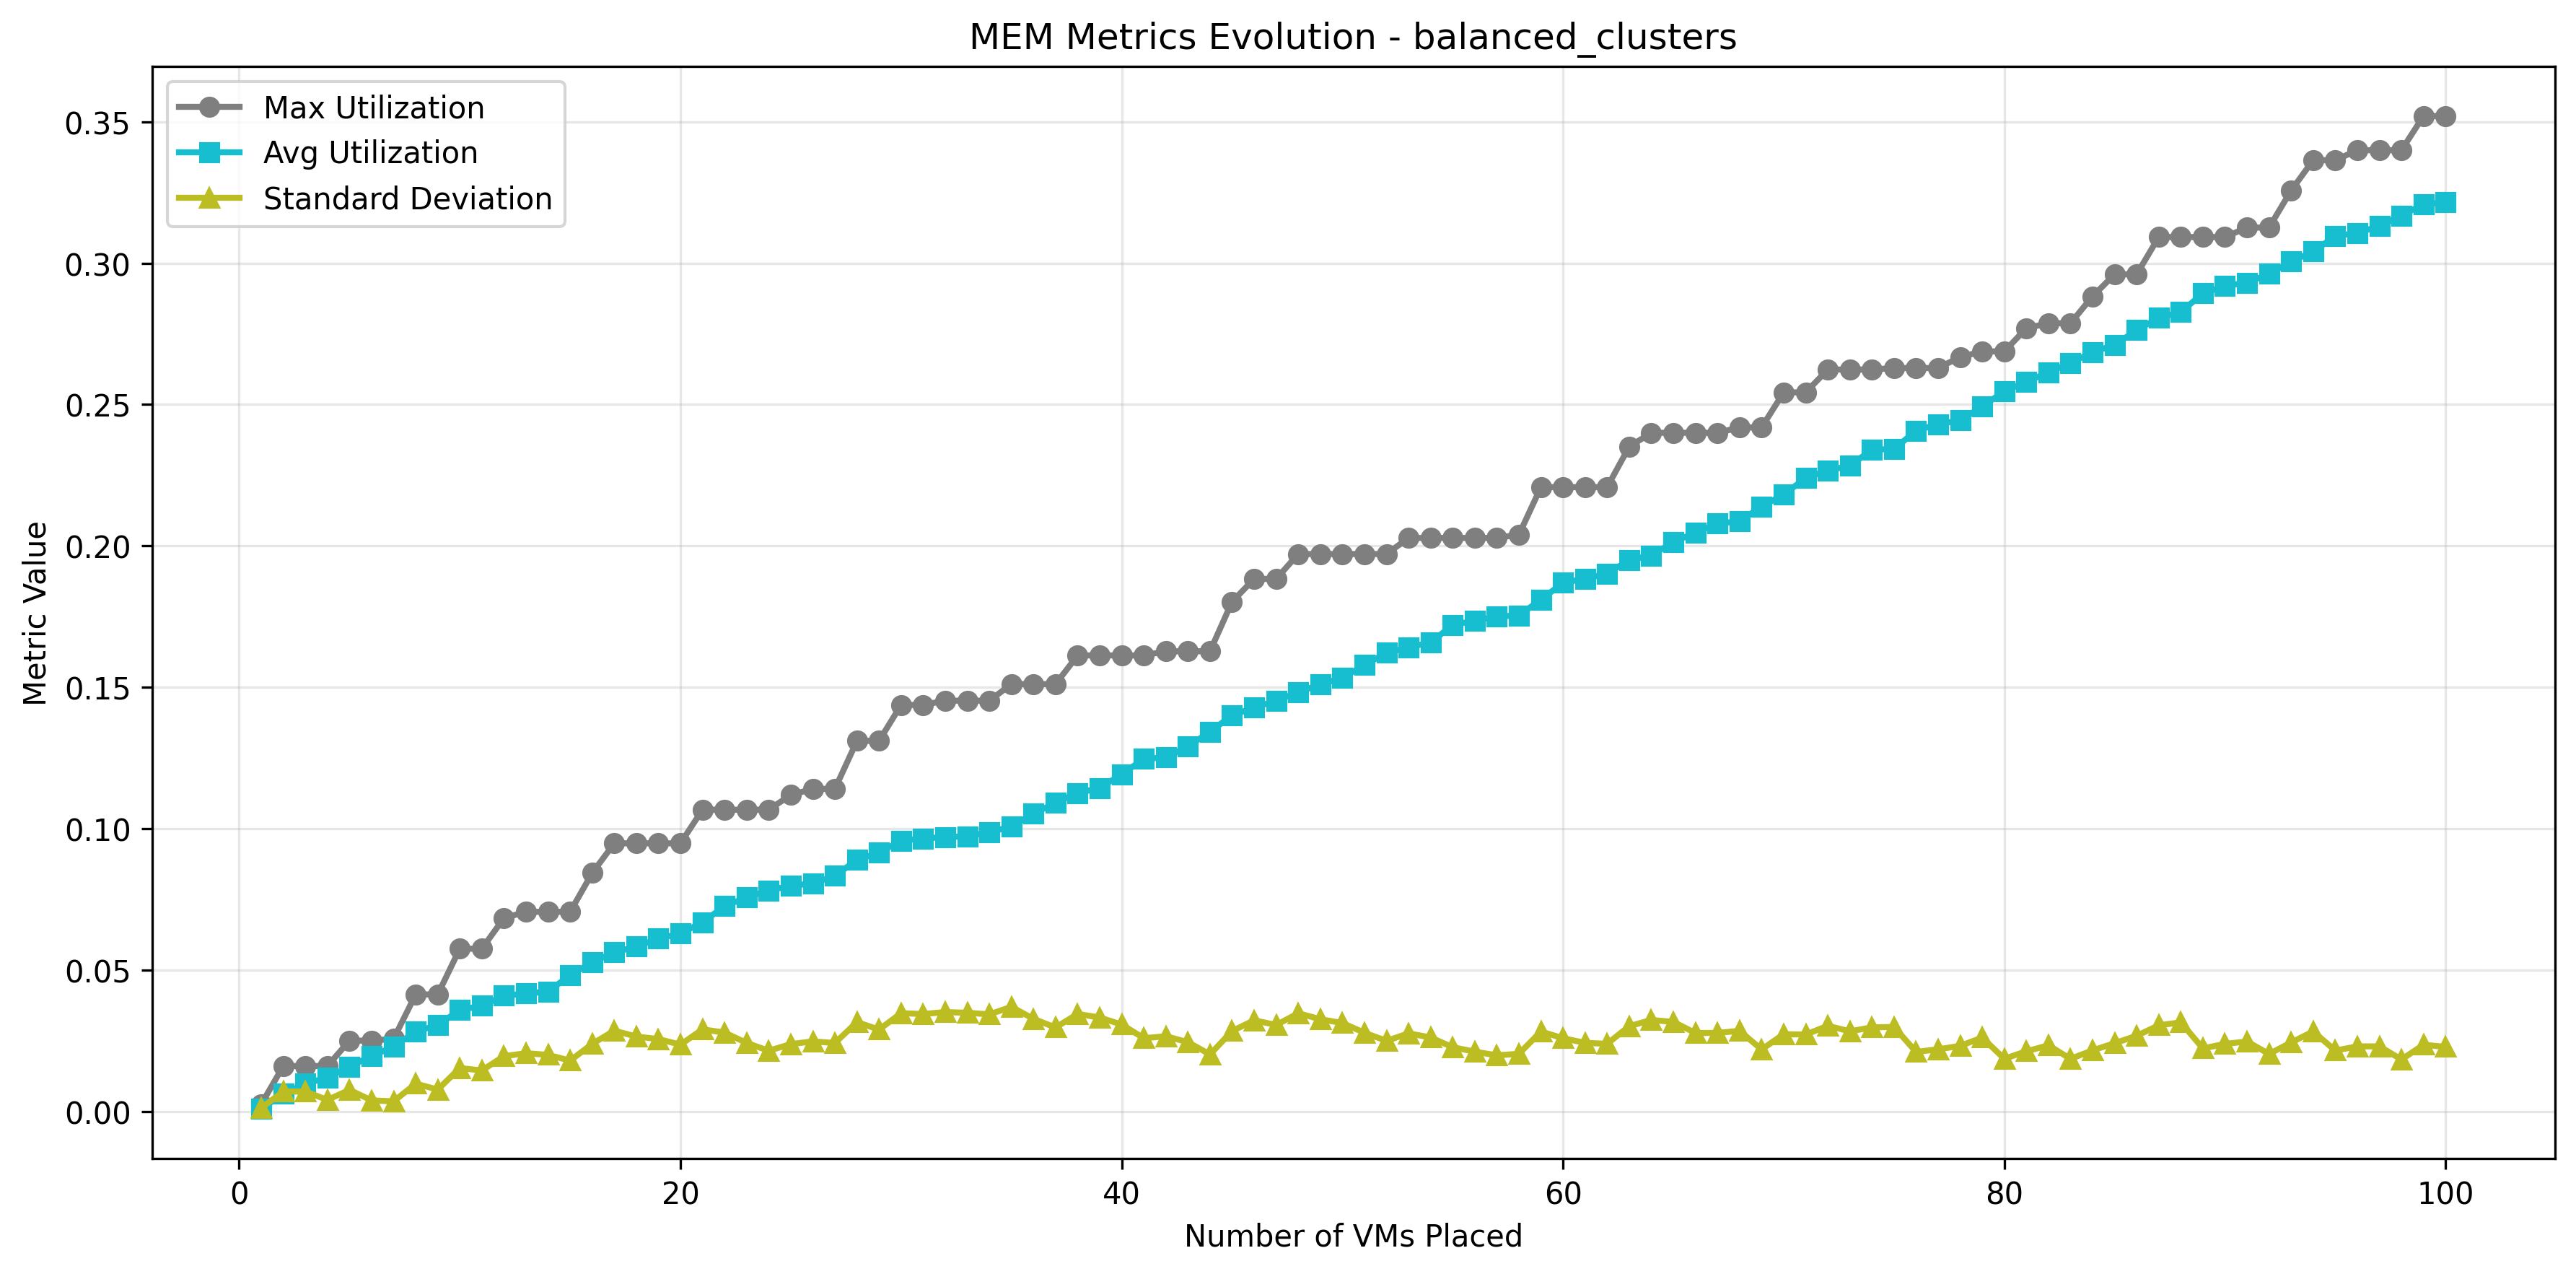 MEM Metrics Evolution - balanced_clusters
Max Utilization
Avg Utilization
Standard Deviation
0.35
0.30
0.25
0.20
0.15
0.10
0.05
0.00
Metric Value
0 20 40 60 80 100
Number of VMs Placed